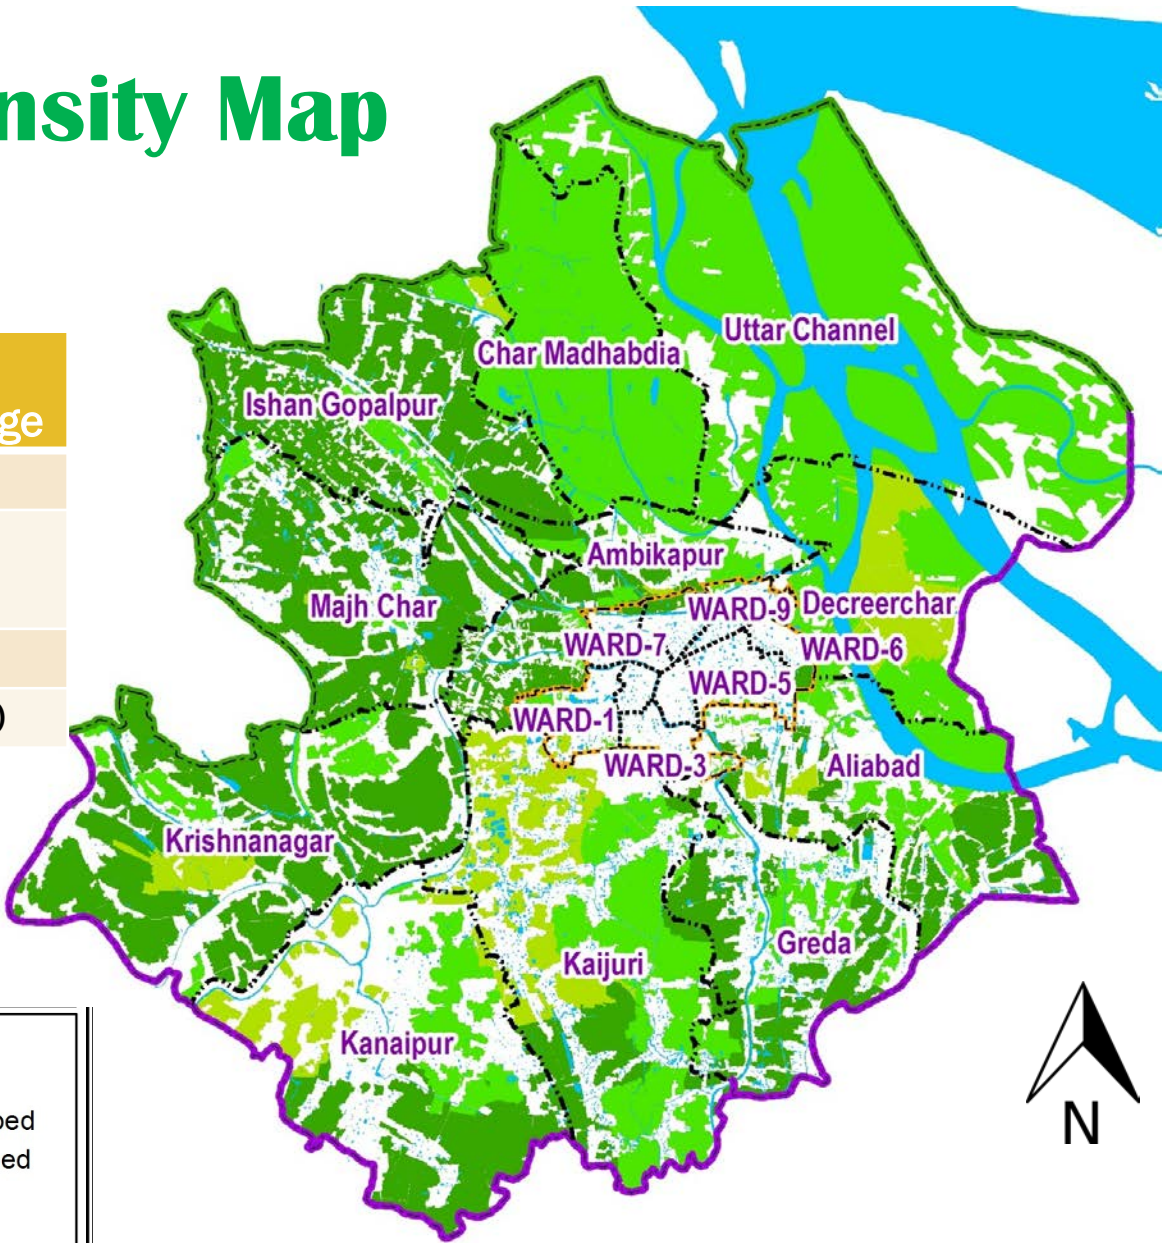 nsity Map
ge
)
Uttar Channel
Char Madhabdia
Ishan Gopalpur
Ambikapur
Majh Char
WARD-9
Decreerchar
WARD-7
WARD-6
WARD-5
WARD-1
WARD-3
Aliabad
Krishnanagar
Greda
Kaijuri
Kanaipur
ped
ed
N